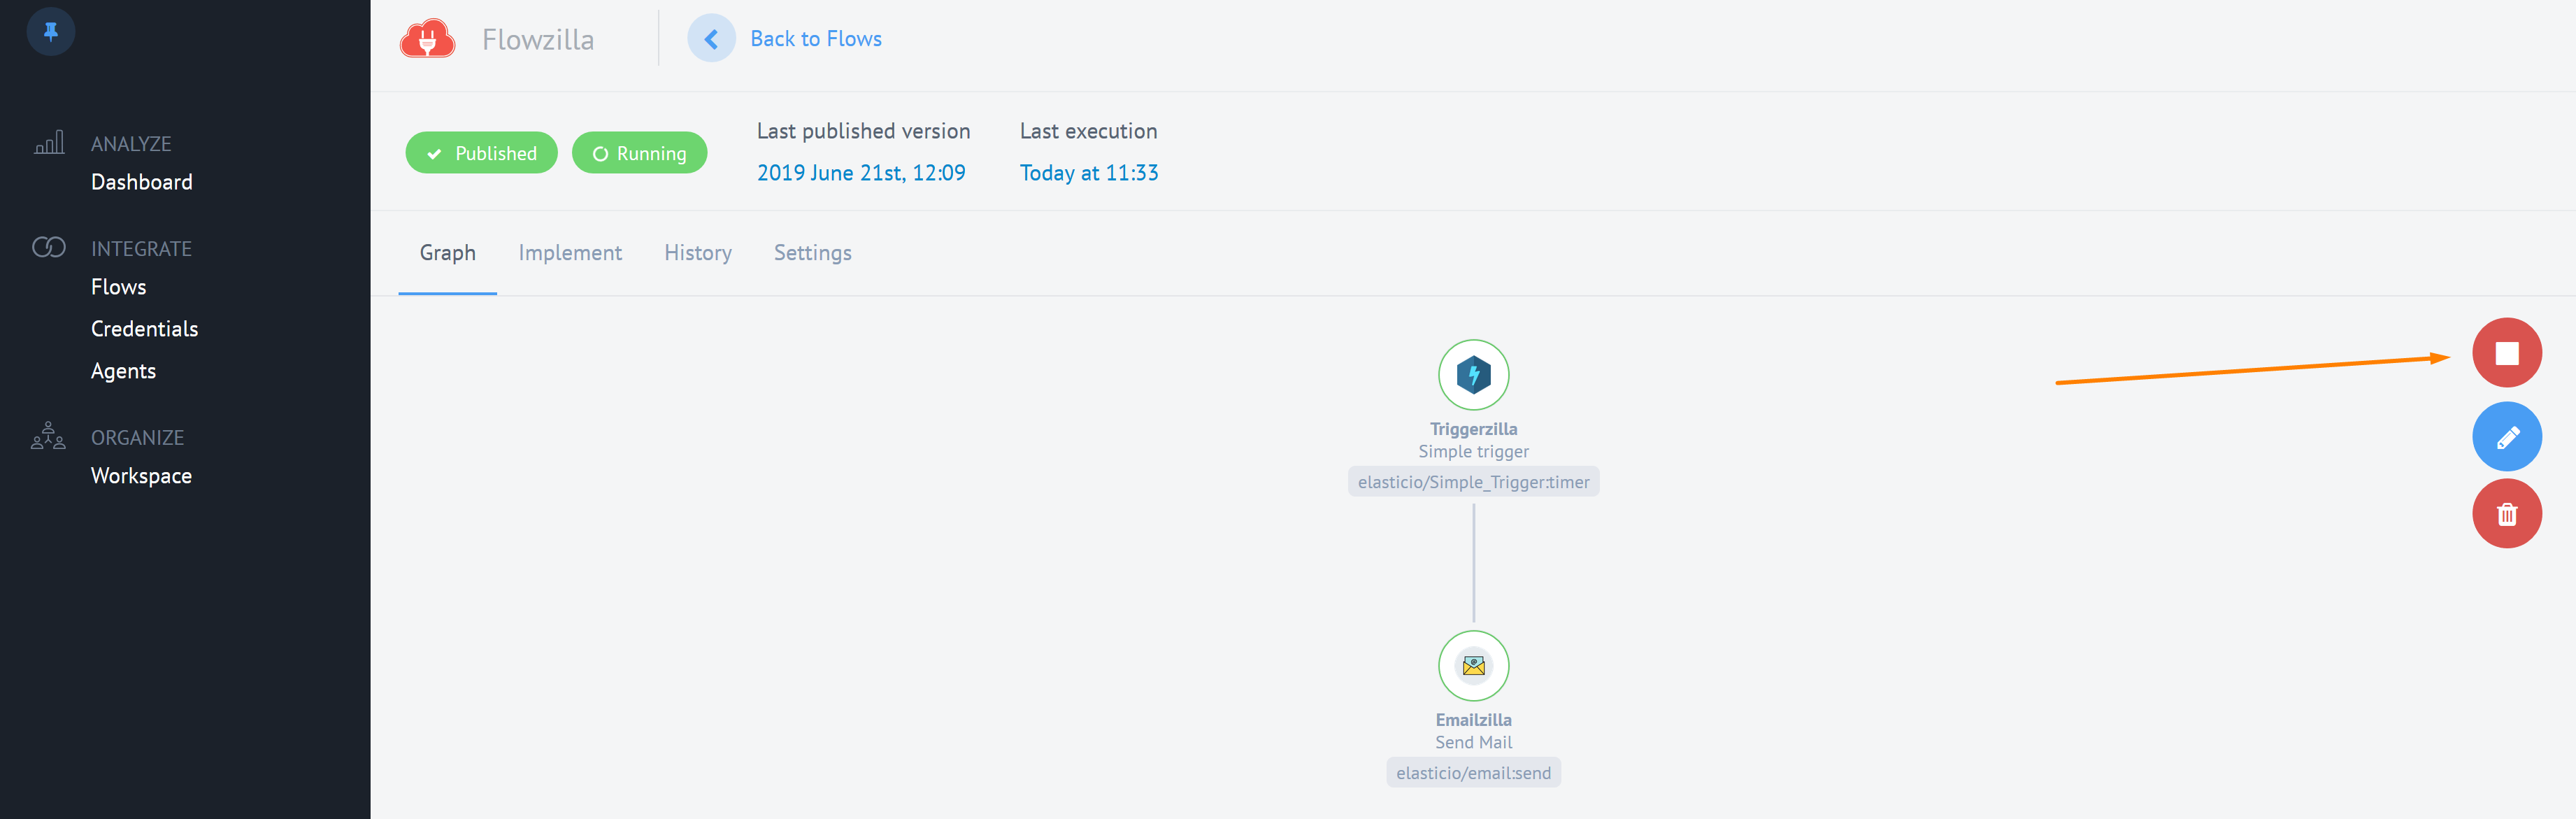 Flowzilla
Back to Flows
ANALYZE
Dashboard
INTEGRATE
Flows
Credentials
Agents
ORGANIZE
Workspace
Published
Running
Last published version
2019 June 21st, 12:09
Last execution
Today at 11:33
Graph
Implement
History
Settings
Triggerzilla
Simple trigger
elasticio/Simple_Trigger:timer
Emailzilla
Send Mail
elasticio/email:send